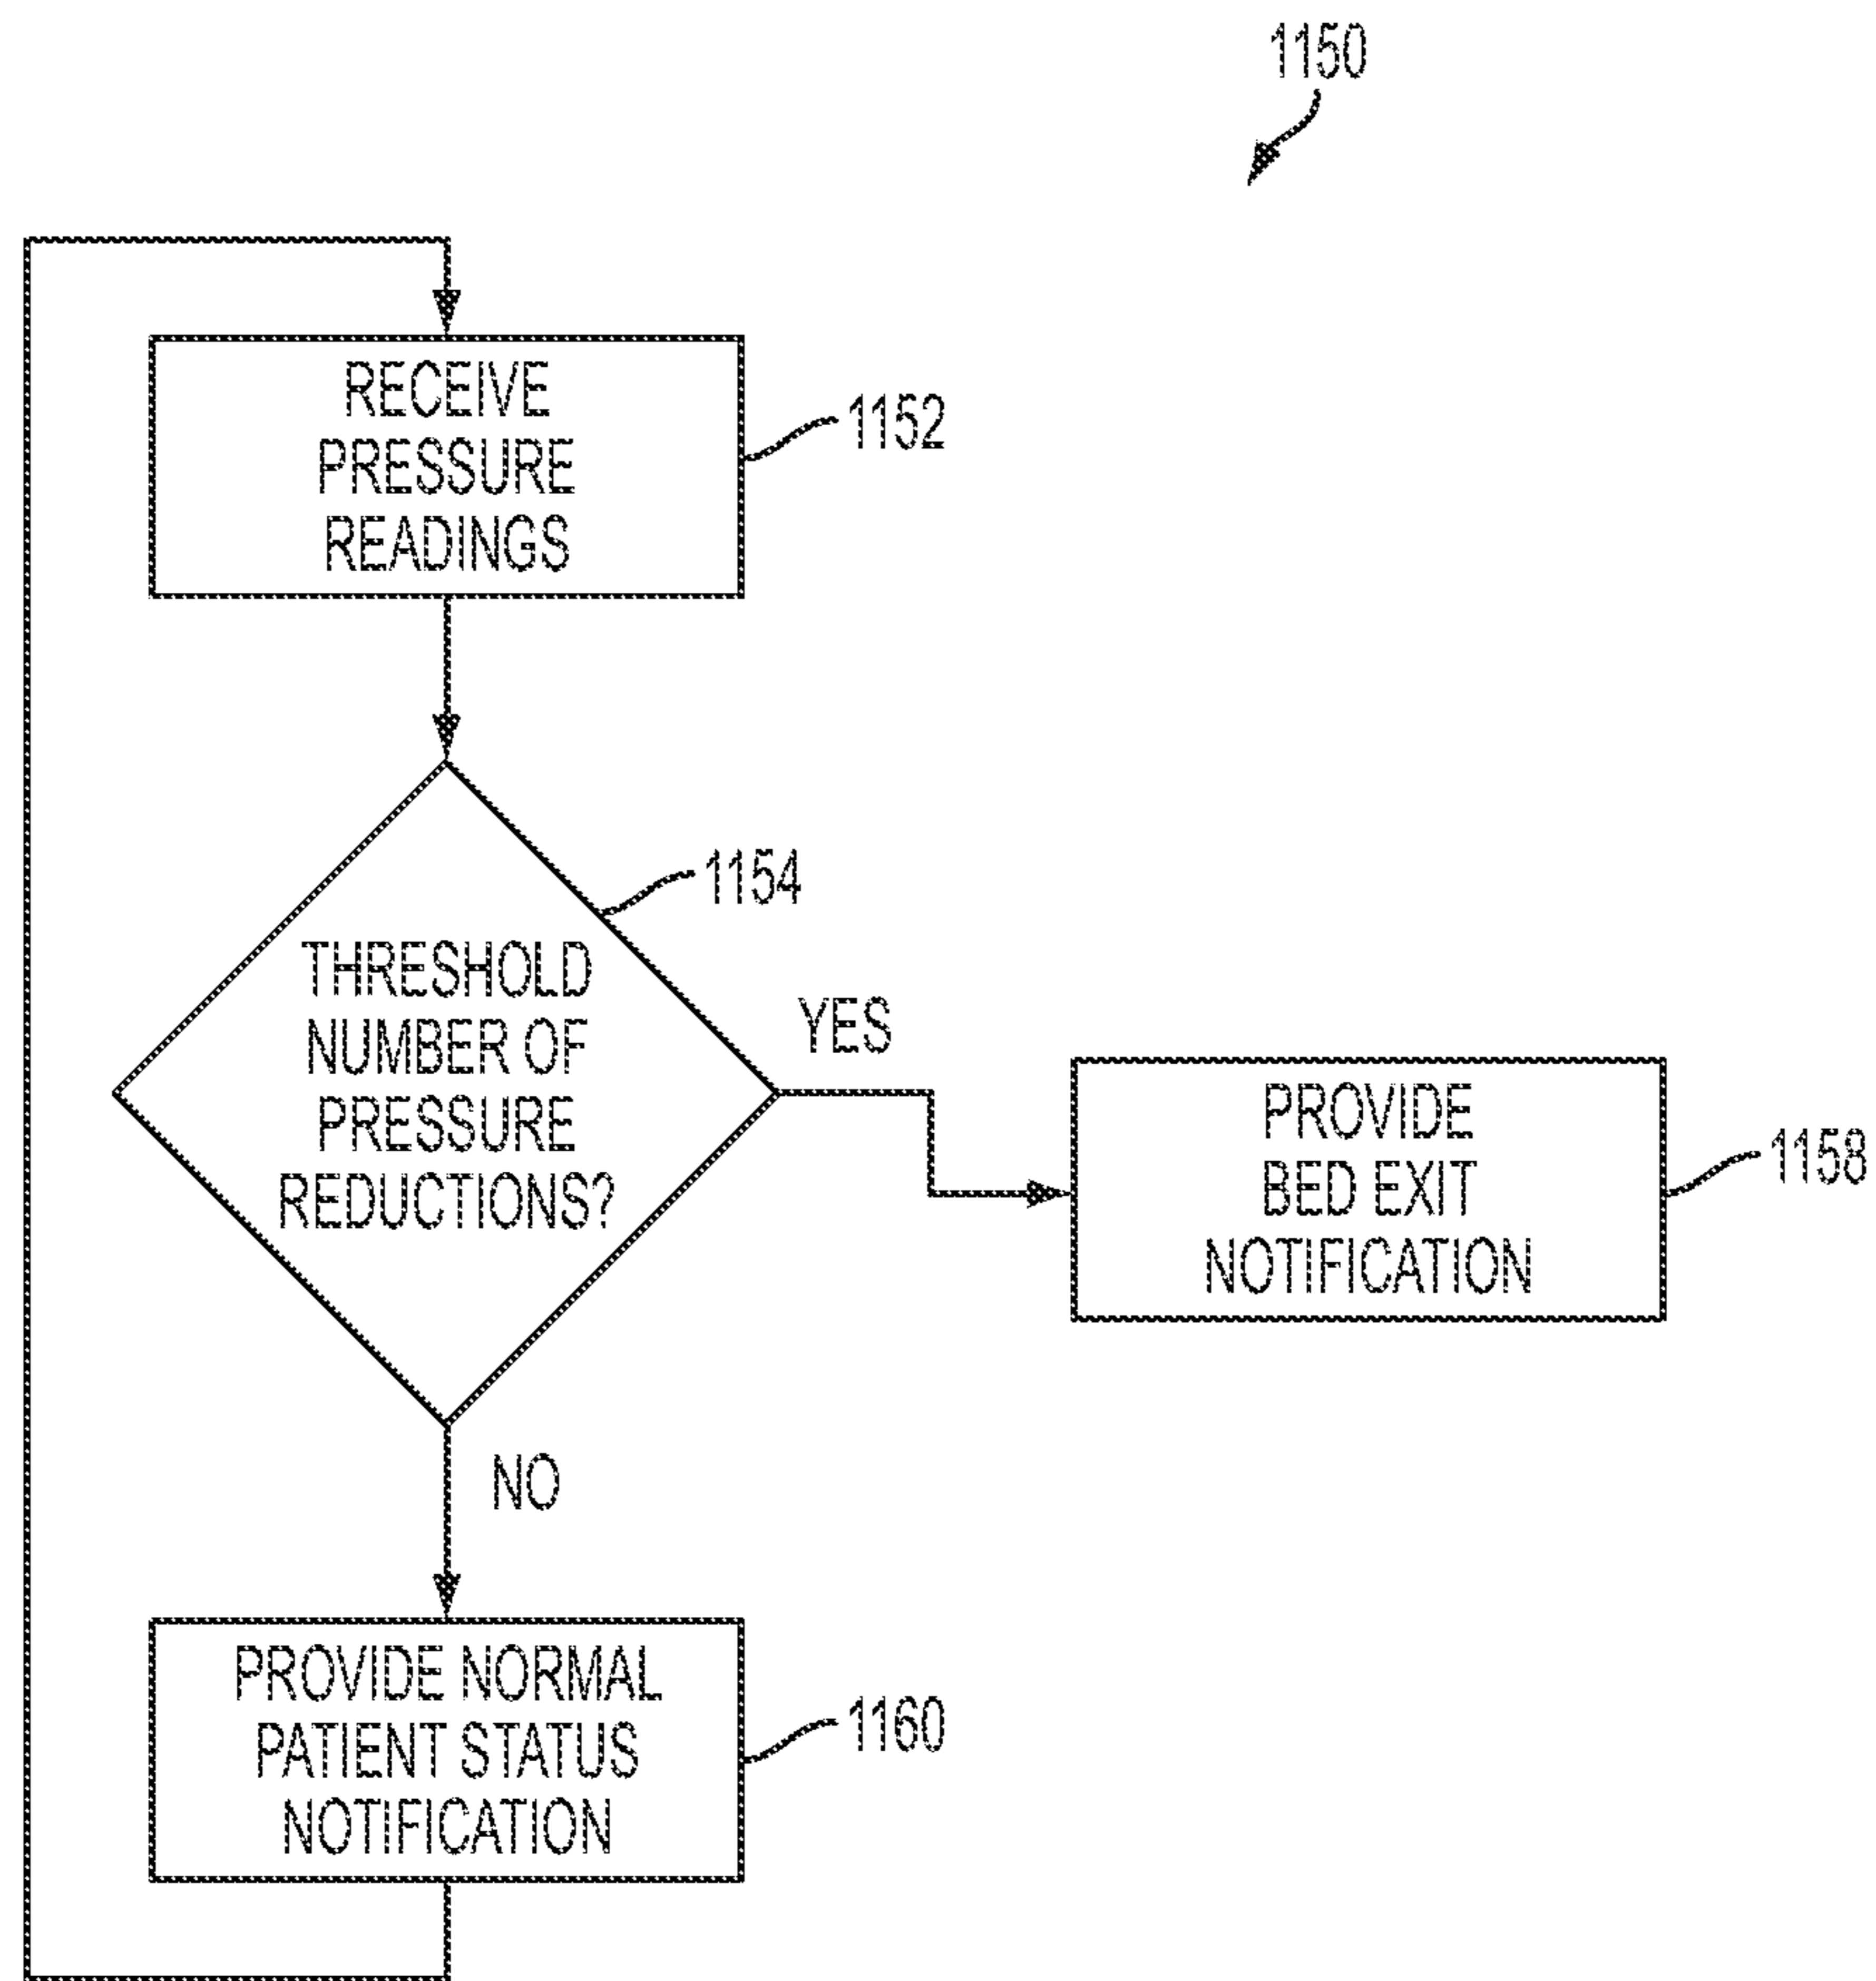 1150
RECEIVE
PRESSURE
READINGS
1152
1154
THRESHOLD
NUMBER OF
PRESSURE
REDUCTIONS?
YES
PROVIDE
BED EXIT
NOTIFICATION
1158
NO
PROVIDE NORMAL
PATIENT STATUS
NOTIFICATION
1160